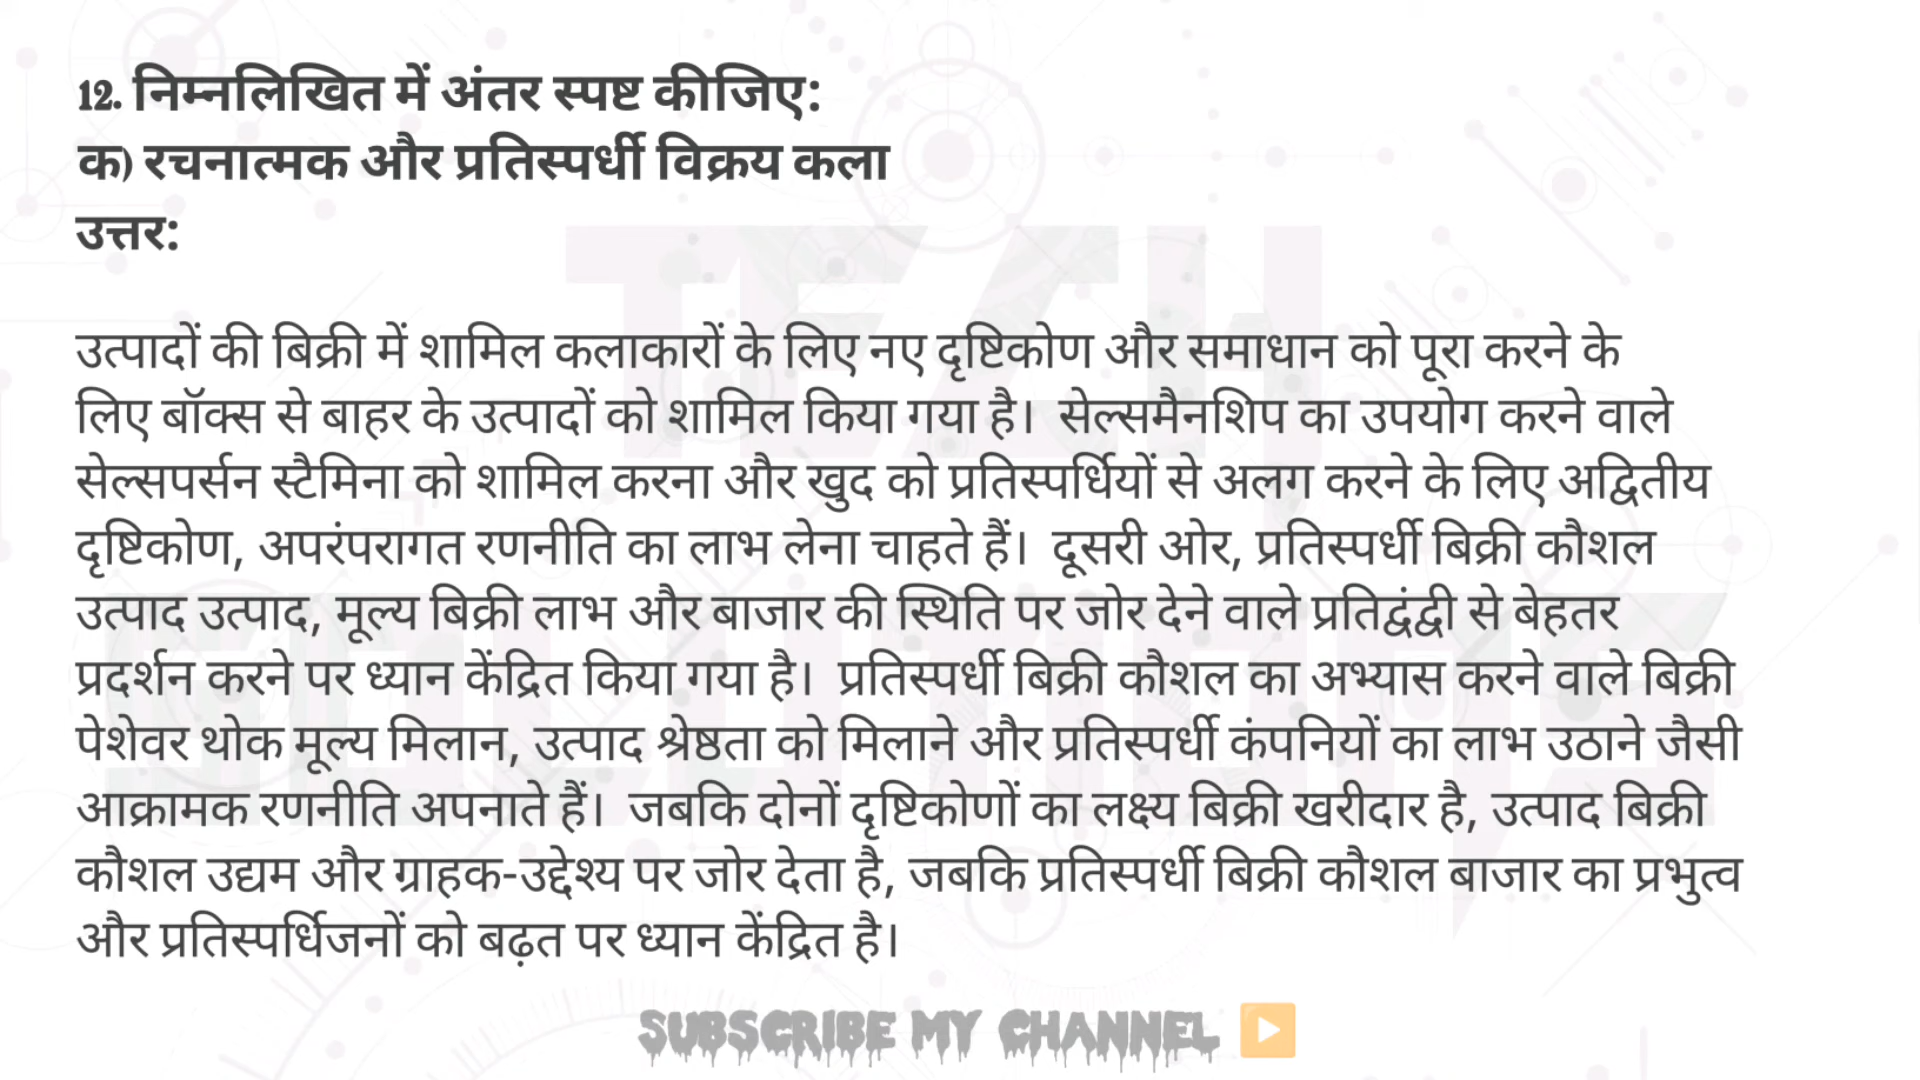 12. निम्नलिखित में अंतर स्पष्ट कीजिए:
क) रचनात्मक और प्रतिस्पर्धी विक्रय कला
उत्तर:
उत्पादों की बिक्री में शामिल कलाकारों के लिए नए दृष्टिकोण और समाधान को पूरा करने के
लिए बॉक्स से बाहर के उत्पादों को शामिल किया गया है। सेल्समैनशिप का उपयोग करने वाले
सेल्सपर्सन स्टैमिना को शामिल करना और खुद को प्रतिस्पर्धियों से अलग करने के लिए अद्वितीय
दृष्टिकोण, अपरंपरागत रणनीति का लाभ लेना चाहते हैं। दूसरी ओर, प्रतिस्पर्धी बिक्री कौशल
उत्पाद उत्पाद, मूल्य बिक्री लाभ और बाजार की स्थिति पर जोर देने वाले प्रतिद्वंद्वी से बेहतर
प्रदर्शन करने पर ध्यान केंद्रित किया गया है। प्रतिस्पर्धी बिक्री कौशल का अभ्यास करने वाले बिक्री
पेशेवर थोक मूल्य मिलान, उत्पाद श्रेष्ठता को मिलाने और प्रतिस्पर्धी कंपनियों का लाभ उठाने जैसी
आक्रामक रणनीति अपनाते हैं। जबकि दोनों दृष्टिकोणों का लक्ष्य बिक्री खरीदार है, उत्पाद बिक्री
कौशल उद्यम और ग्राहक-उद्देश्य पर जोर देता है, जबकि प्रतिस्पर्धी बिक्री कौशल बाजार का प्रभुत्व
और प्रतिस्पर्धिजनों को बढ़त पर ध्यान केंद्रित है।
SUBSCRIBE MY CHANNEL
TECH
SOLUTIONS